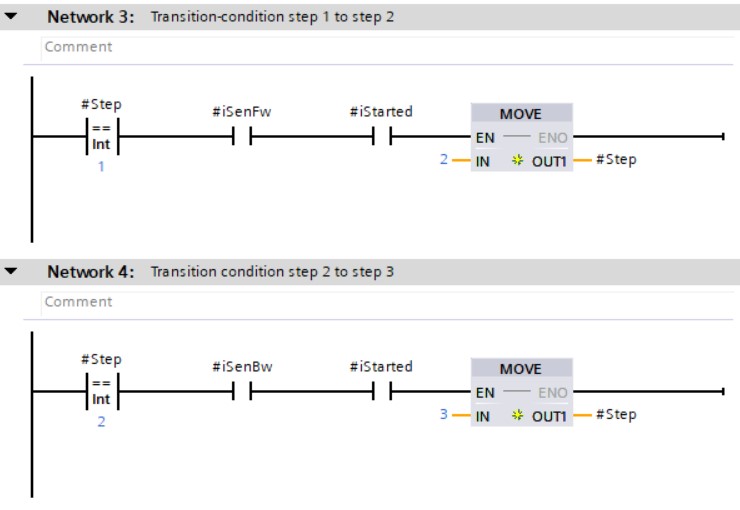 Network 3: Transition-condition step 1 to step 2
Comment
#Step #iSenFw #iStarted MOVE
==
Int
1
EN ENO
2 IN OUT1 #Step
Network 4: Transition condition step 2 to step 3
Comment
#Step #iSenBw #iStarted MOVE
==
Int
2
EN ENO
3 IN OUT1 #Step